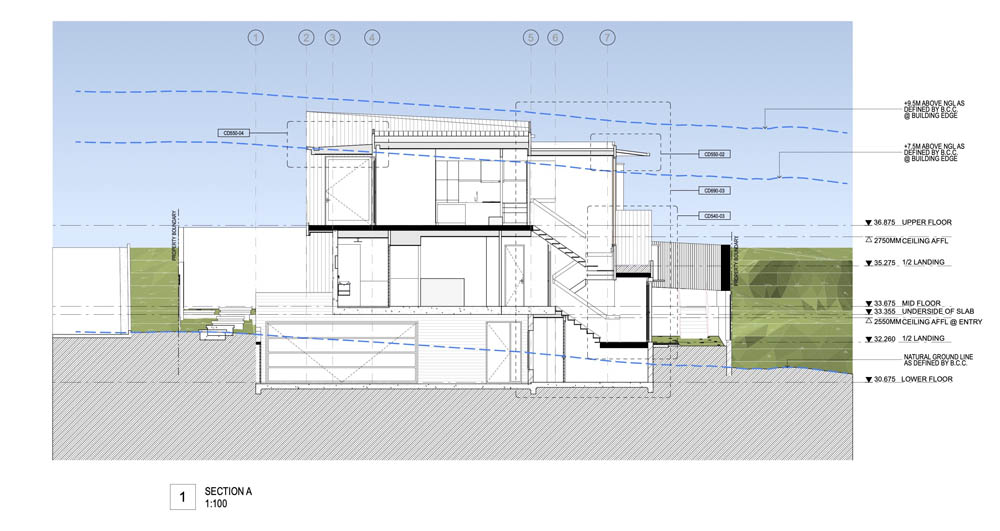 1 2 3 4 5 6 7
+9.5M ABOVE NGLAS
DEFINED BY B.C.C.
@ BUILDING EDGE
CD550-04
+7.5M ABOVE NGLAS
DEFINED BY B.C.C
@ BUILDING EDGE
CD550-02
CD690-03
CD540-03
PROPERTY BOUNDARY
36.875 UPPER FLOOR
2750MM CEILING AFFL
PROPERTY BOUNDARY
35.275 1/2 LANDING
33.675 MID FLOOR
33.355 UNDERSIDE OF SLAB
2550MM CEILING AFFL @ ENTRY
32.260 1/2 LANDING
NATURAL GROUND LINE
AS DEFINED BY B.C.C.
30.675 LOWER FLOOR
1 SECTION A
1:100